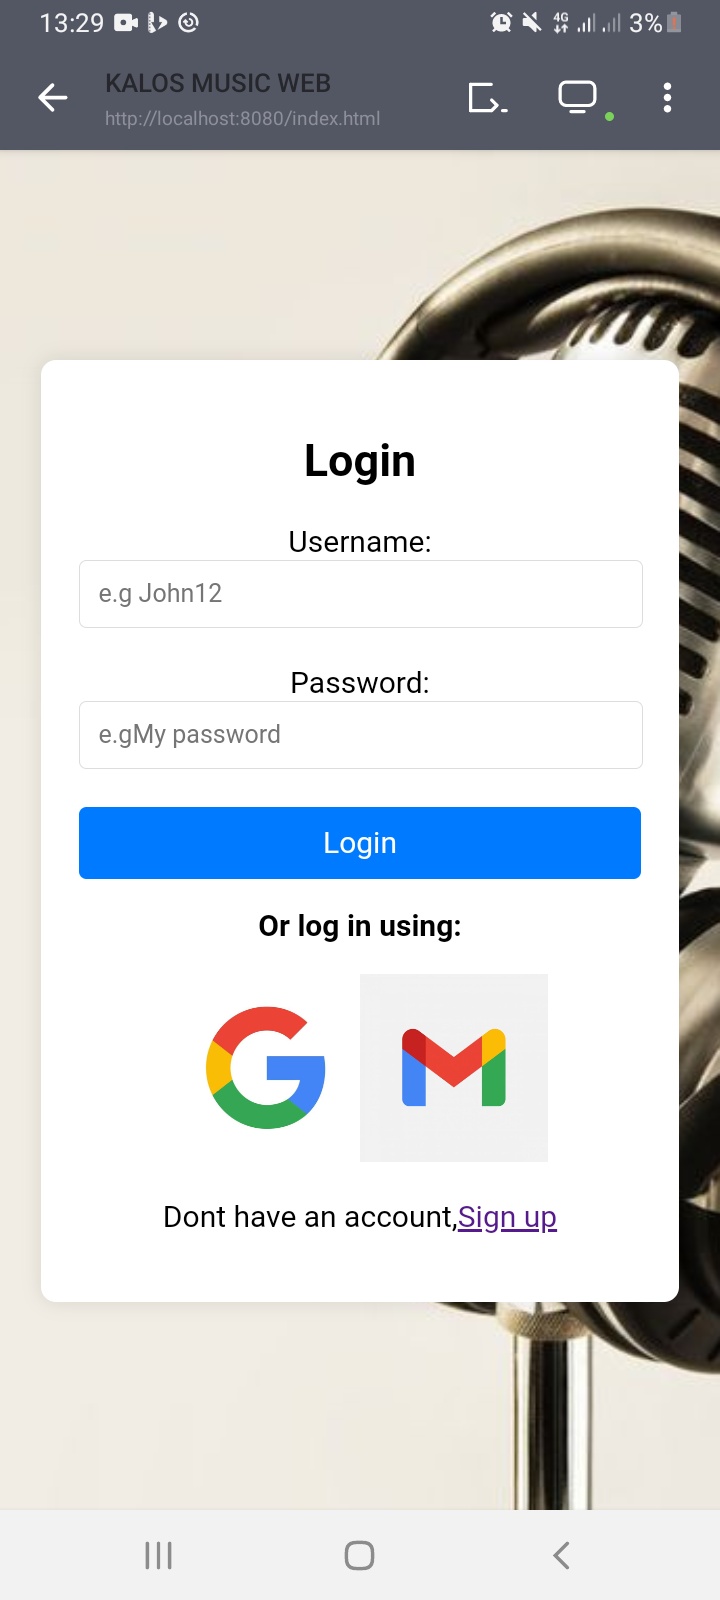 13:29 4G 3%
KALOS MUSIC WEB
http://localhost:8080/index.html
Login
Username:
e.g John12
Password:
e.gMy password
Login
Or log in using:
Dont have an account,Sign up